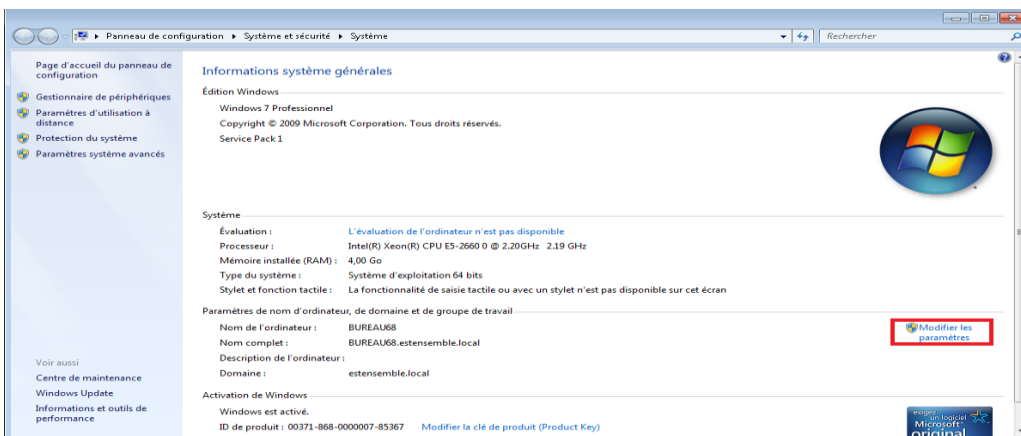 Panneau de configuration ▸ Système et sécurité ▸ Système
Rechercher
Page d'accueil du panneau de
configuration
Gestionnaire de périphériques
Paramètres d'utilisation à
distance
Protection du système
Paramètres système avancés
Voir aussi
Centre de maintenance
Windows Update
Informations et outils de
performance
Informations système générales
Édition Windows
Windows 7 Professionnel
Copyright © 2009 Microsoft Corporation. Tous droits réservés.
Service Pack 1
Système
Évaluation : L'évaluation de l'ordinateur n'est pas disponible
Processeur : Intel(R) Xeon(R) CPU E5-2660 0 @ 2.20GHz 2.19 GHz
Mémoire installée (RAM) : 4,00 Go
Type du système : Système d'exploitation 64 bits
Stylet et fonction tactile : La fonctionnalité de saisie tactile ou avec un stylet n'est pas disponible sur cet écran
Paramètres de nom d'ordinateur, de domaine et de groupe de travail
Nom de l'ordinateur : BUREAU68
Modifier les
paramètres
Nom complet : BUREAU68.estensemble.local
Description de l'ordinateur :
Domaine : estensemble.local
Activation de Windows
Windows est activé.
ID de produit : 00371-868-0000007-85367 Modifier la clé de produit (Product Key)
exigez
un logiciel
Microsoft
original